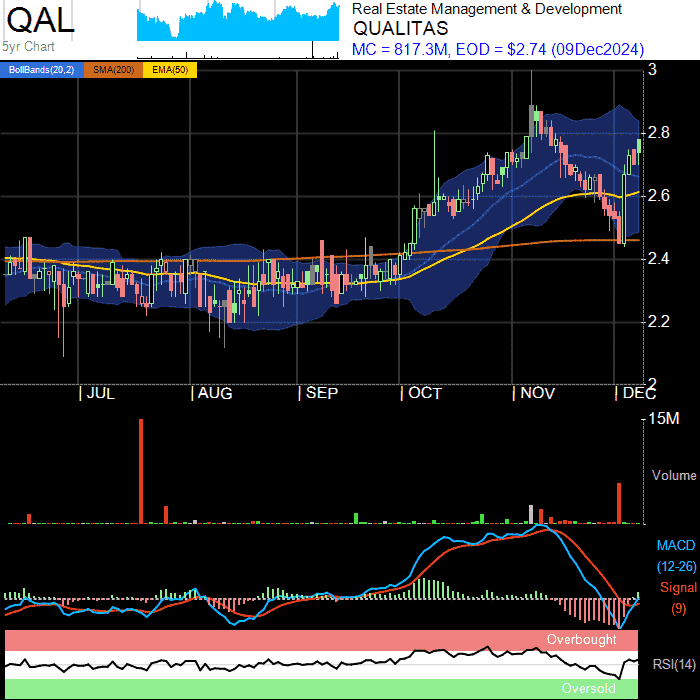 QAL
5yr Chart
Real Estate Management & Development
QUALITAS
MC = 817.3M, EOD = $2.74 (09Dec2024)
BollBands(20,2) SMA(200) EMA(50)
3
2.8
2.6
2.4
2.2
2
JUL AUG SEP OCT NOV DEC
15M
Volume
MACD
(12-26)
Signal
(9)
Overbought
RSI(14)
Oversold